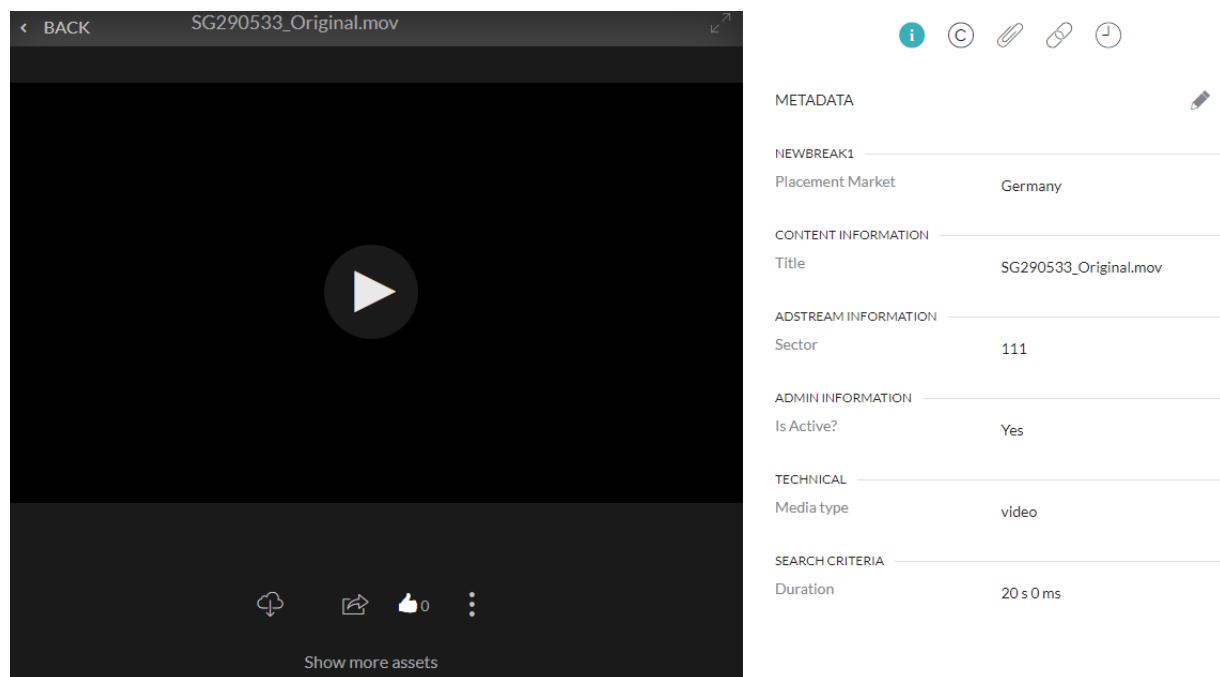 BACK
SG290533_Original.mov
0
Show more assets
i
C
METADATA
NEWBREAK1
Placement Market Germany
CONTENT INFORMATION
Title SG290533_Original.mov
ADSTREAM INFORMATION
Sector 111
ADMIN INFORMATION
Is Active? Yes
TECHNICAL
Media type video
SEARCH CRITERIA
Duration 20 s 0 ms